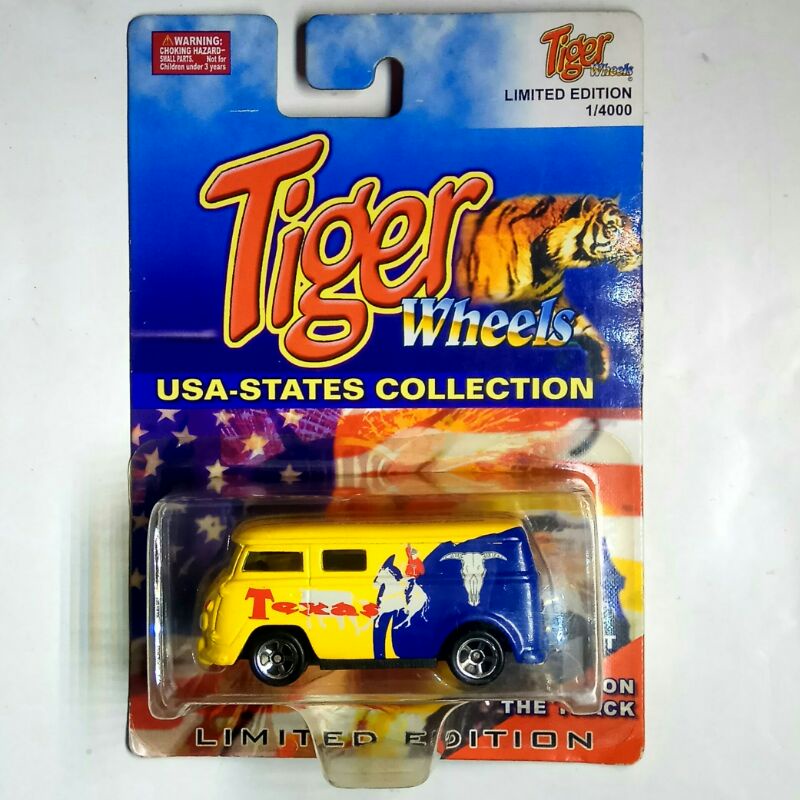 WARNING:
CHOKING HAZARD-
SMALL PARTS. Not for
Children under 3 years
Tiger
Wheels
LIMITED EDITION
1/4000
Tiger
Wheels
USA-STATES COLLECTION
Texas
ON
THE
LIMITED EDITION